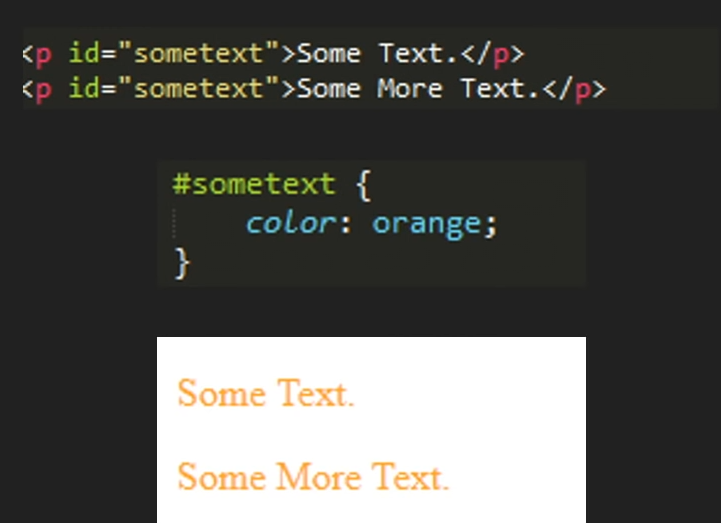 <p id="sometext">Some Text.</p>
<p id="sometext">Some More Text.</p>
#sometext {
    color: orange;
}
Some Text.
Some More Text.